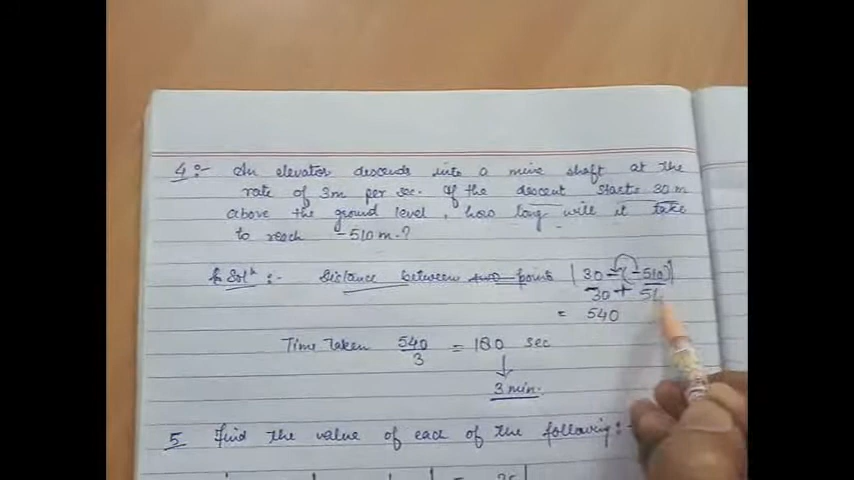 4:- An elevator descends into a mine shaft at the
rate of 3m per sec. If the descent starts 30 m
above the ground level, how long will it take
to reach -510 m.?
Solⁿ :- Distance between two points |30 - (-510)|
30 + 51
= 540
Time Taken 540/3 = 180 sec
↓
3 min.
5 Find the value of each of the following:-